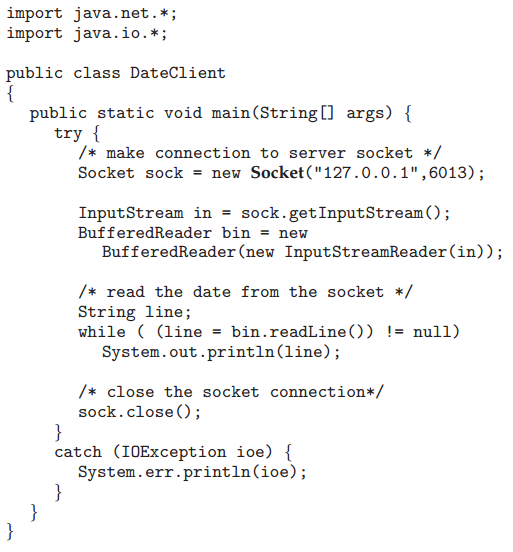 import java.net.*;
import java.io.*;
public class DateClient
{
public static void main(String[] args) {
try {
/* make connection to server socket */
Socket sock = new Socket("127.0.0.1",6013);
InputStream in = sock.getInputStream();
BufferedReader bin = new
BufferedReader(new InputStreamReader(in));
/* read the date from the socket */
String line;
while ( (line = bin.readLine()) != null)
System.out.println(line);
/* close the socket connection*/
sock.close();
}
catch (IOException ioe) {
System.err.println(ioe);
}
}
}